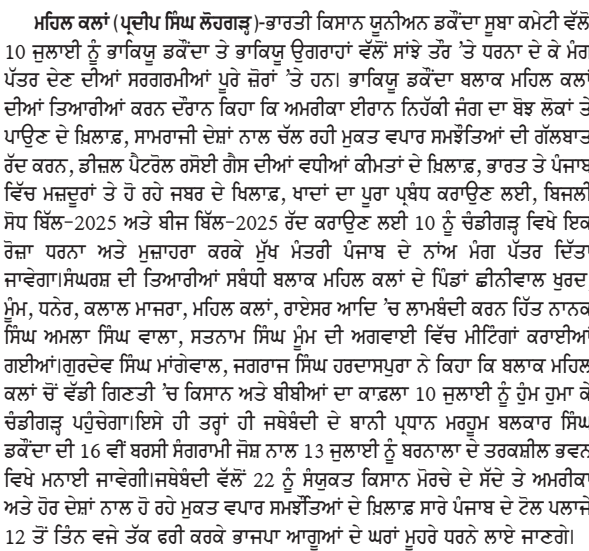 ਮਹਿਲ ਕਲਾਂ (ਪ੍ਰਦੀਪ ਸਿੰਘ ਲੋਹਗੜ੍ਹ)-ਭਾਰਤੀ ਕਿਸਾਨ ਯੂਨੀਅਨ ਡਕੌਂਦਾ ਸੂਬਾ ਕਮੇਟੀ ਵੱਲੋਂ
10 ਜੁਲਾਈ ਨੂੰ ਭਾਕਿਯੂ ਡਕੌਂਦਾ ਤੇ ਭਾਕਿਯੂ ਉਗਰਾਹਾਂ ਵੱਲੋਂ ਸਾਂਝੇ ਤੌਰ 'ਤੇ ਧਰਨਾ ਦੇ ਕੇ ਮੰਗ
ਪੱਤਰ ਦੇਣ ਦੀਆਂ ਸਰਗਰਮੀਆਂ ਪੂਰੇ ਜ਼ੋਰਾਂ 'ਤੇ ਹਨ। ਭਾਕਿਯੂ ਡਕੌਂਦਾ ਬਲਾਕ ਮਹਿਲ ਕਲਾਂ
ਦੀਆਂ ਤਿਆਰੀਆਂ ਕਰਨ ਦੌਰਾਨ ਕਿਹਾ ਕਿ ਅਮਰੀਕਾ ਈਰਾਨ ਨਿਹੱਕੀ ਜੰਗ ਦਾ ਬੋਝ ਲੋਕਾਂ ਤੇ
ਪਾਉਣ ਦੇ ਖ਼ਿਲਾਫ਼, ਸਾਮਰਾਜੀ ਦੇਸ਼ਾਂ ਨਾਲ ਚੱਲ ਰਹੀ ਮੁਕਤ ਵਪਾਰ ਸਮਝੌਤਿਆਂ ਦੀ ਗੱਲਬਾਤ
ਰੱਦ ਕਰਨ, ਡੀਜ਼ਲ ਪੈਟਰੋਲ ਰਸੋਈ ਗੈਸ ਦੀਆਂ ਵਧੀਆਂ ਕੀਮਤਾਂ ਦੇ ਖ਼ਿਲਾਫ਼, ਭਾਰਤ ਤੇ ਪੰਜਾਬ
ਵਿੱਚ ਮਜ਼ਦੂਰਾਂ ਤੇ ਹੋ ਰਹੇ ਜਬਰ ਦੇ ਖਿਲਾਫ਼, ਖਾਦਾਂ ਦਾ ਪੂਰਾ ਪ੍ਰਬੰਧ ਕਰਾਉਣ ਲਈ, ਬਿਜਲੀ
ਸੋਧ ਬਿੱਲ-2025 ਅਤੇ ਬੀਜ ਬਿੱਲ-2025 ਰੱਦ ਕਰਾਉਣ ਲਈ 10 ਨੂੰ ਚੰਡੀਗੜ੍ਹ ਵਿਖੇ ਇਕ
ਰੋਜ਼ਾ ਧਰਨਾ ਅਤੇ ਮੁਜ਼ਾਹਰਾ ਕਰਕੇ ਮੁੱਖ ਮੰਤਰੀ ਪੰਜਾਬ ਦੇ ਨਾਂਅ ਮੰਗ ਪੱਤਰ ਦਿੱਤਾ
ਜਾਵੇਗਾ।ਸੰਘਰਸ਼ ਦੀ ਤਿਆਰੀਆਂ ਸਬੰਧੀ ਬਲਾਕ ਮਹਿਲ ਕਲਾਂ ਦੇ ਪਿੰਡਾਂ ਛੀਨੀਵਾਲ ਖੁਰਦ,
ਮੂੰਮ, ਧਨੇਰ, ਕਲਾਲ ਮਾਜਰਾ, ਮਹਿਲ ਕਲਾਂ, ਰਾਏਸਰ ਆਦਿ 'ਚ ਲਾਮਬੰਦੀ ਕਰਨ ਹਿੱਤ ਨਾਨਕ
ਸਿੰਘ ਅਮਲਾ ਸਿੰਘ ਵਾਲਾ, ਸਤਨਾਮ ਸਿੰਘ ਮੂੰਮ ਦੀ ਅਗਵਾਈ ਵਿੱਚ ਮੀਟਿੰਗਾਂ ਕਰਾਈਆਂ
ਗਈਆਂ।ਗੁਰਦੇਵ ਸਿੰਘ ਮਾਂਗੇਵਾਲ, ਜਗਰਾਜ ਸਿੰਘ ਹਰਦਾਸਪੁਰਾ ਨੇ ਕਿਹਾ ਕਿ ਬਲਾਕ ਮਹਿਲ
ਕਲਾਂ ਚੋਂ ਵੱਡੀ ਗਿਣਤੀ 'ਚ ਕਿਸਾਨ ਅਤੇ ਬੀਬੀਆਂ ਦਾ ਕਾਫ਼ਲਾ 10 ਜੁਲਾਈ ਨੂੰ ਹੁੰਮ ਹੁਮਾ ਕੇ
ਚੰਡੀਗੜ੍ਹ ਪਹੁੰਚੇਗਾ।ਇਸੇ ਹੀ ਤਰ੍ਹਾਂ ਹੀ ਜਥੇਬੰਦੀ ਦੇ ਬਾਨੀ ਪ੍ਰਧਾਨ ਮਰਹੂਮ ਬਲਕਾਰ ਸਿੰਘ
ਡਕੌਂਦਾ ਦੀ 16 ਵੀਂ ਬਰਸੀ ਸੰਗਰਾਮੀ ਜੋਸ਼ ਨਾਲ 13 ਜੁਲਾਈ ਨੂੰ ਬਰਨਾਲਾ ਦੇ ਤਰਕਸ਼ੀਲ ਭਵਨ
ਵਿਖੇ ਮਨਾਈ ਜਾਵੇਗੀ।ਜਥੇਬੰਦੀ ਵੱਲੋਂ 22 ਨੂੰ ਸੰਯੁਕਤ ਕਿਸਾਨ ਮੋਰਚੇ ਦੇ ਸੱਦੇ ਤੇ ਅਮਰੀਕਾ
ਅਤੇ ਹੋਰ ਦੇਸ਼ਾਂ ਨਾਲ ਹੋ ਰਹੇ ਮੁਕਤ ਵਪਾਰ ਸਮਝੌਤਿਆਂ ਦੇ ਖ਼ਿਲਾਫ਼ ਸਾਰੇ ਪੰਜਾਬ ਦੇ ਟੋਲ ਪਲਾਜੇ
12 ਤੋਂ ਤਿੰਨ ਵਜੇ ਤੱਕ ਫਰੀ ਕਰਕੇ ਭਾਜਪਾ ਆਗੂਆਂ ਦੇ ਘਰਾਂ ਮੂਹਰੇ ਧਰਨੇ ਲਾਏ ਜਾਣਗੇ।